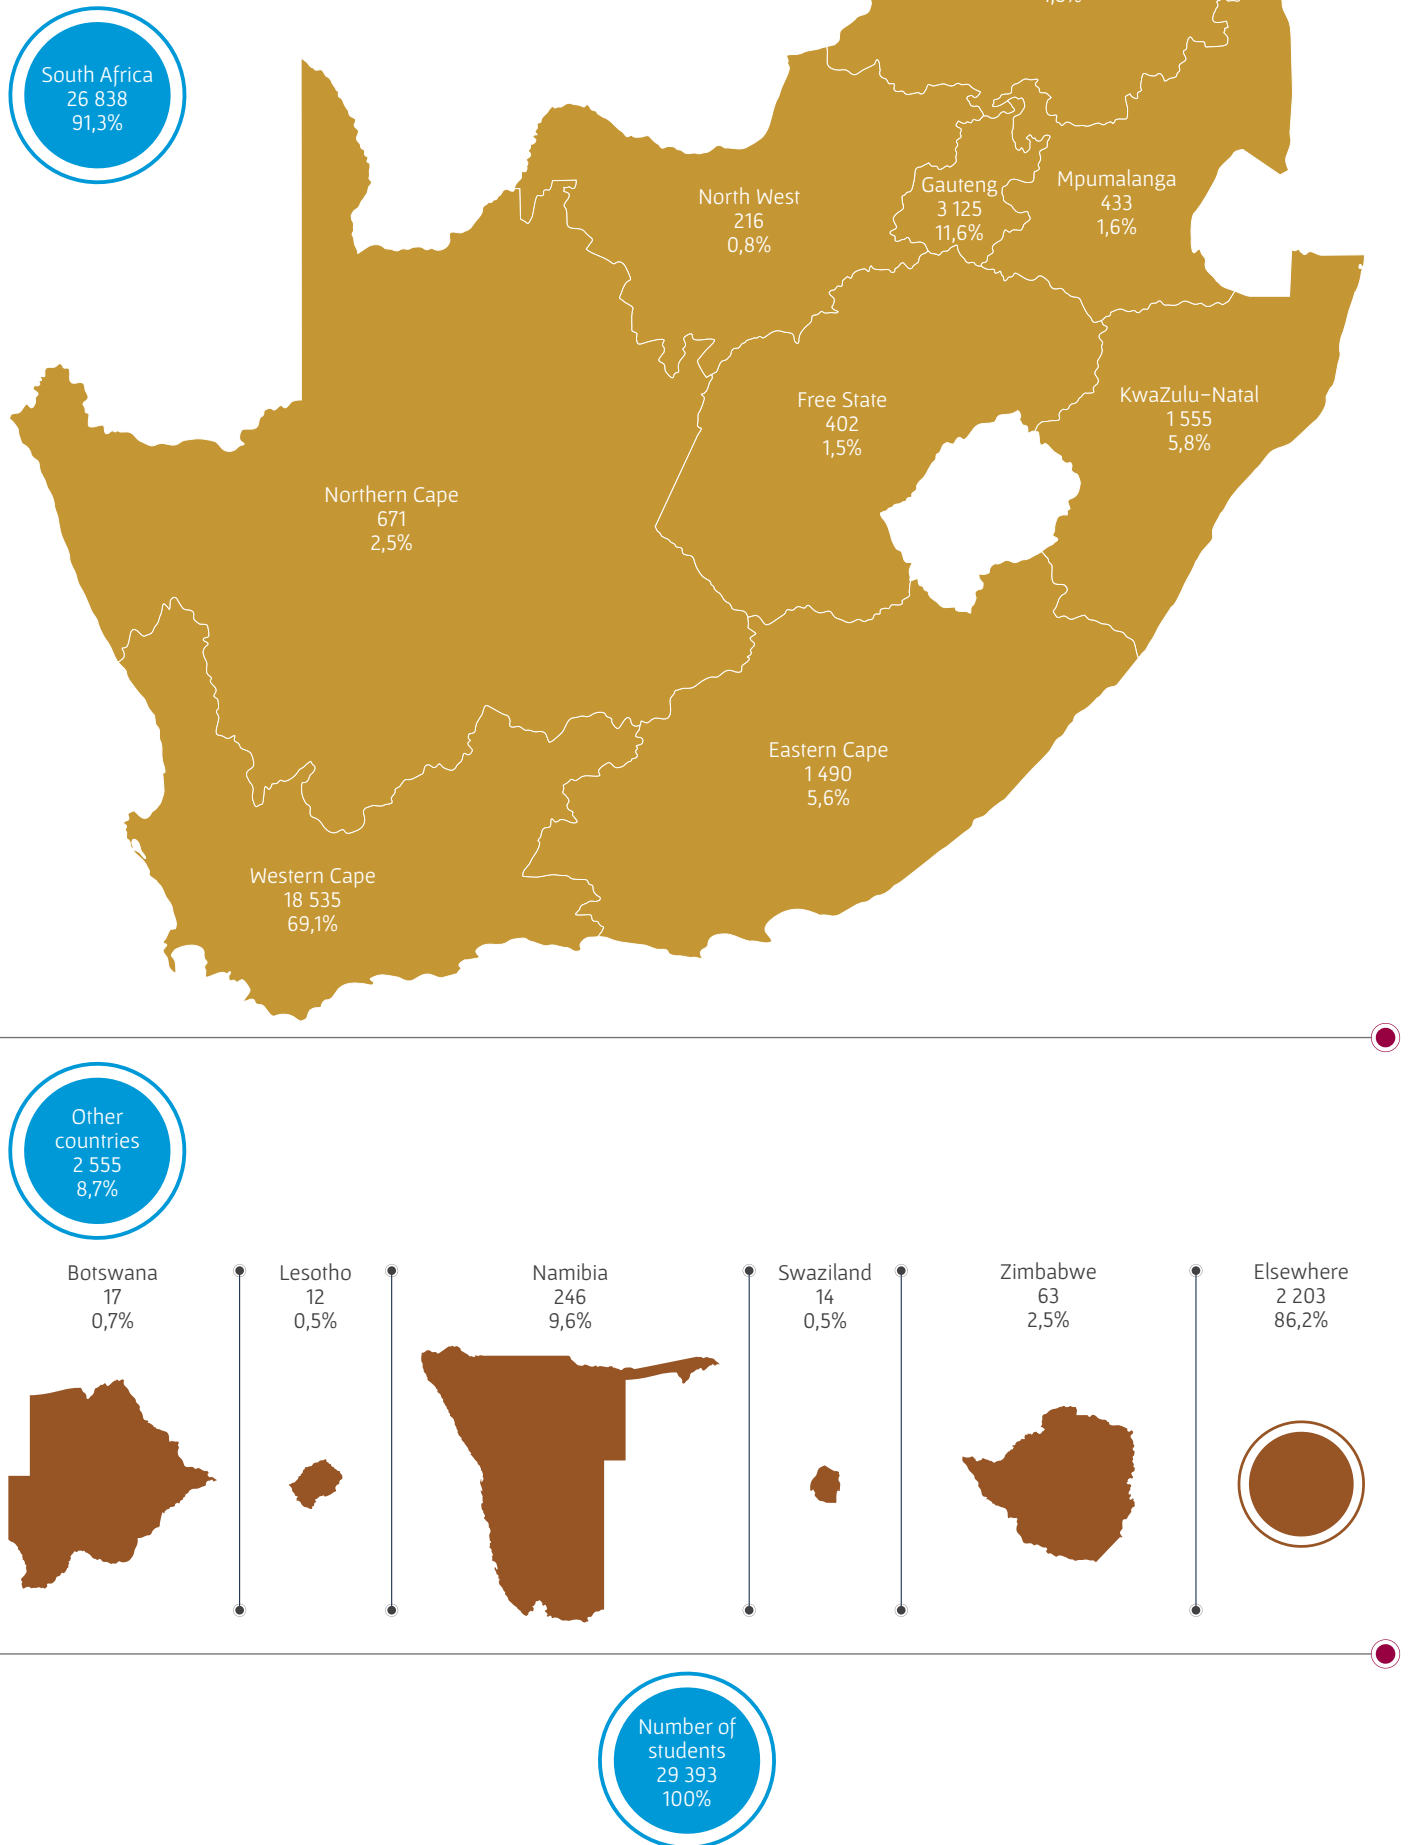 South Africa
26 838
91,3%
North West
216
0,8%
Gauteng
3 125
11,6%
Mpumalanga
433
1,6%
Free State
402
1,5%
KwaZulu-Natal
1 555
5,8%
Northern Cape
671
2,5%
Eastern Cape
1 490
5,6%
Western Cape
18 535
69,1%
Other
countries
2 555
8,7%
Botswana
17
0,7%
Lesotho
12
0,5%
Namibia
246
9,6%
Swaziland
14
0,5%
Zimbabwe
63
2,5%
Elsewhere
2 203
86,2%
Number of
students
29 393
100%